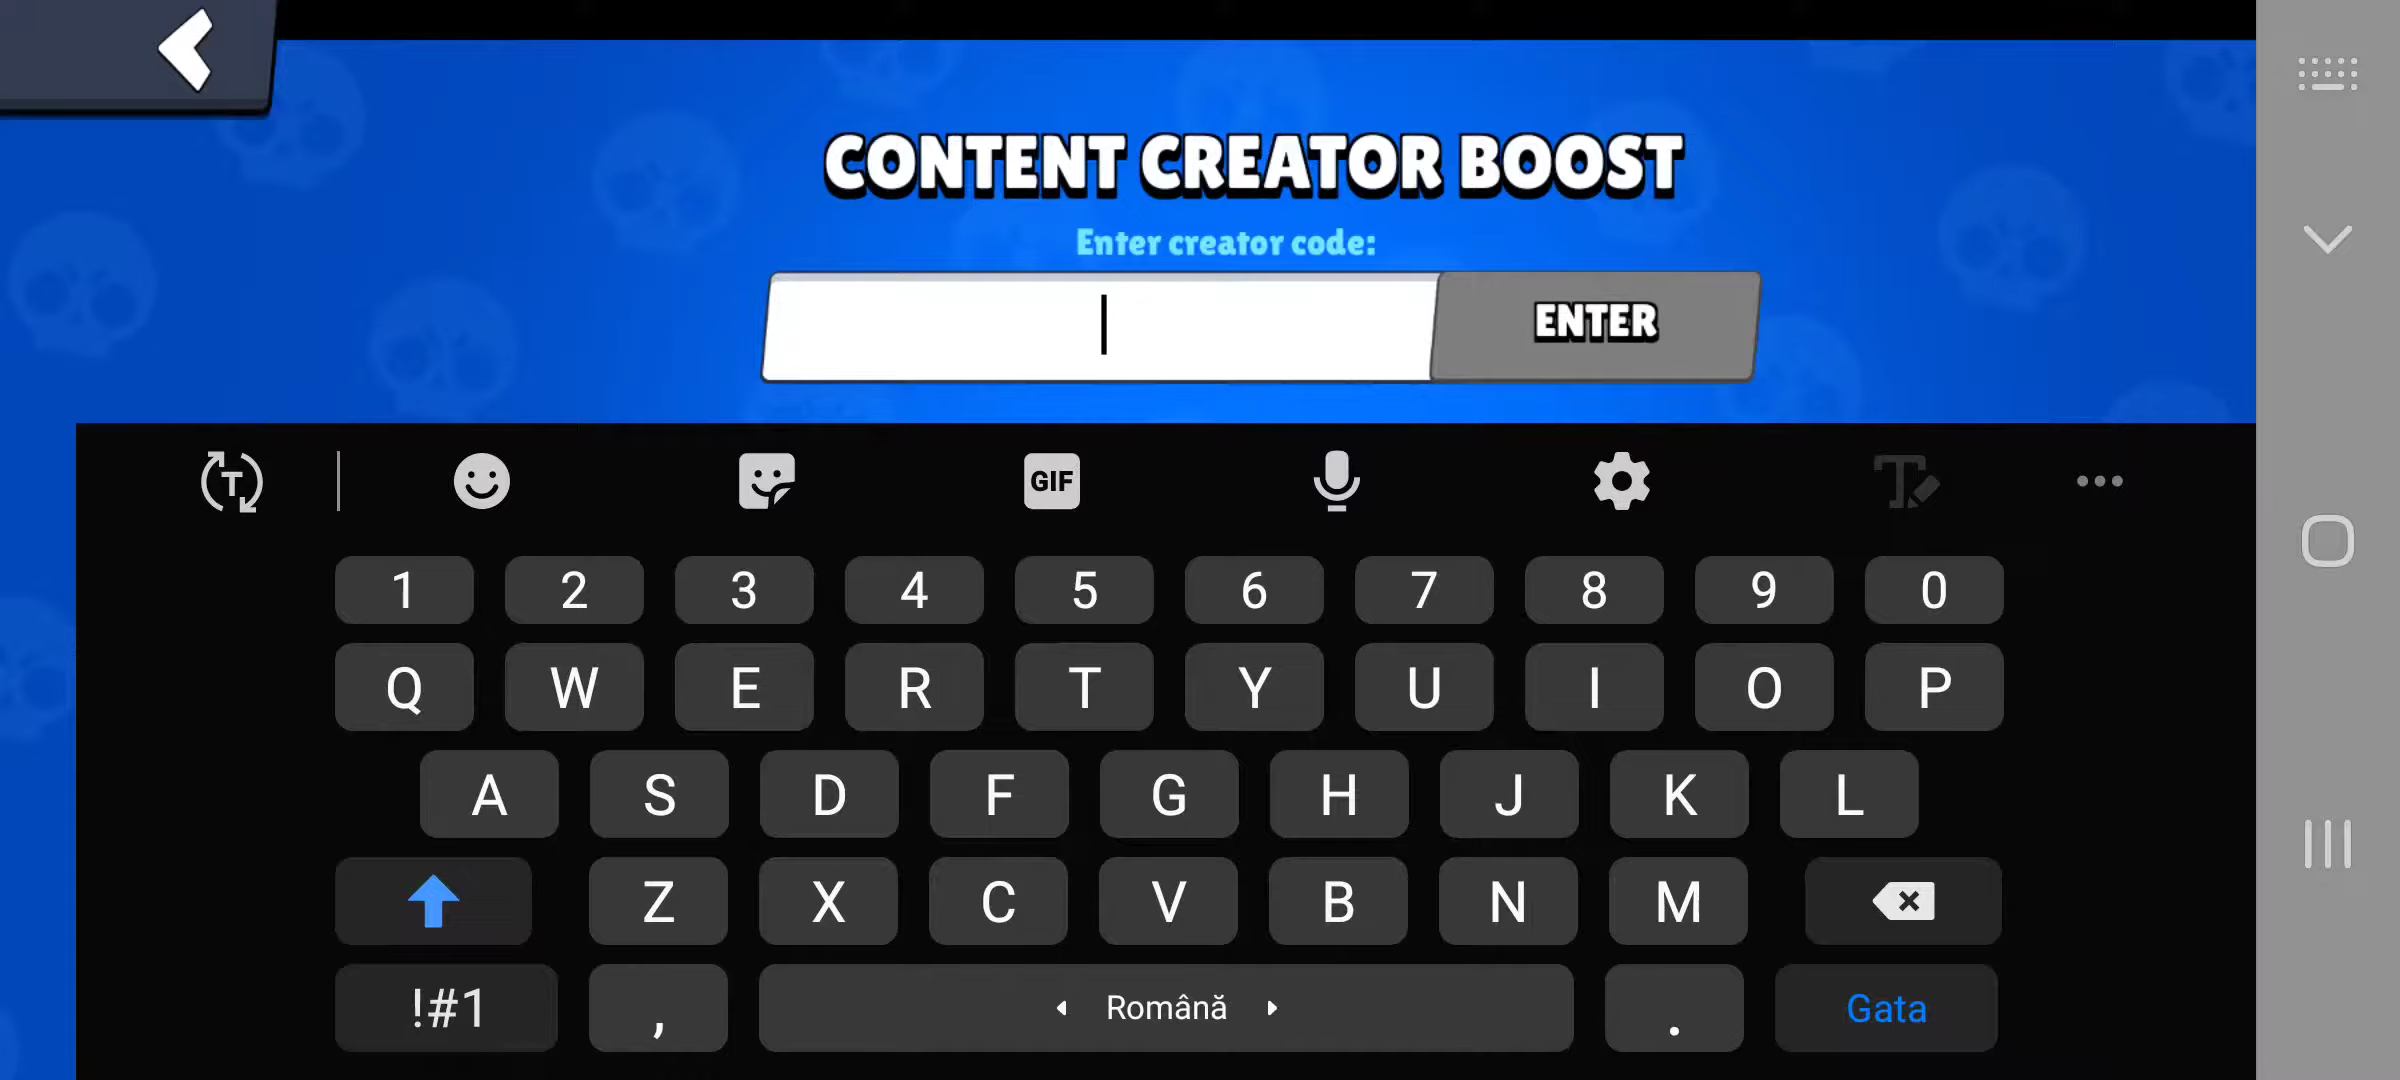 CONTENT CREATOR BOOST
Enter creator code:
ENTER
T GIF T
1 2 3 4 5 6 7 8 9 0
Q W E R T Y U I O P
A S D F G H J K L
Z X C V B N M
!#1 , Română . Gata